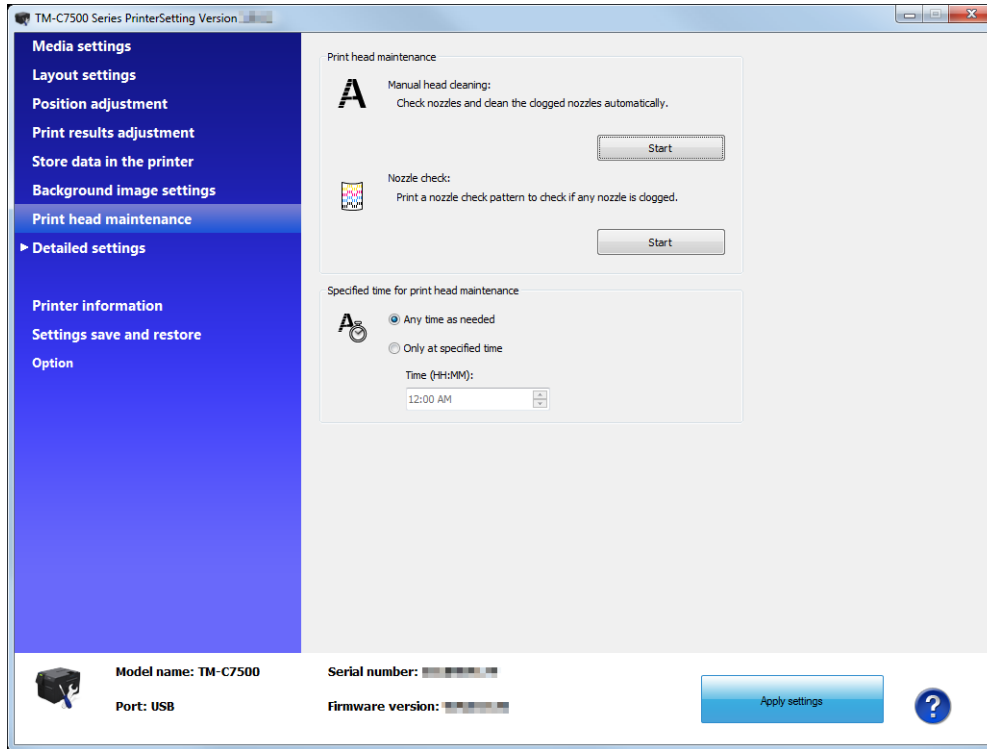 TM-C7500 Series PrinterSetting Version
Media settings
Layout settings
Position adjustment
Print results adjustment
Store data in the printer
Background image settings
Print head maintenance
Detailed settings
Printer information
Settings save and restore
Option
Print head maintenance
Manual head cleaning:
Check nozzles and clean the clogged nozzles automatically.
Start
Nozzle check:
Print a nozzle check pattern to check if any nozzle is clogged.
Start
Specified time for print head maintenance
Any time as needed
Only at specified time
Time (HH:MM):
12:00 AM
Model name: TM-C7500
Serial number:
Port: USB
Firmware version:
Apply settings